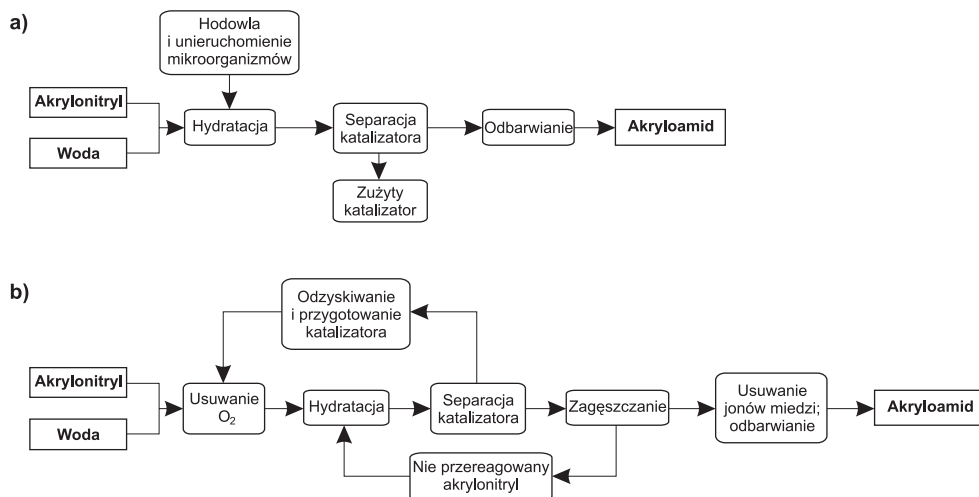 a)
Hodowla
i unieruchomienie
mikroorganizmów
Akrylonitryl
Woda
Hydratacja
Separacja
katalizatora
Odbarwianie
Akryloamid
Zużyty
katalizator
b)
Odzyskiwanie
i przygotowanie
katalizatora
Akrylonitryl
Woda
Usuwanie
O₂
Hydratacja
Separacja
katalizatora
Zagęszczanie
Usuwanie
jonów miedzi;
odbarwianie
Akryloamid
Nie przereagowany
akrylonitryl